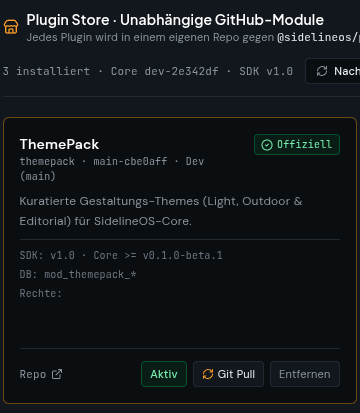 Plugin Store · Unabhängige GitHub-Module
Jedes Plugin wird in einem eigenen Repo gegen @sidelineos/
3 installiert · Core dev-2e342df · SDK v1.0
Nach
ThemePack
Offiziell
themepack · main-cbe0aff · Dev
(main)
Kuratierte Gestaltungs-Themes (Light, Outdoor &
Editorial) für SidelineOS-Core.
SDK: v1.0 · Core >= v0.1.0-beta.1
DB: mod_themepack_*
Rechte:
Repo
Aktiv
Git Pull
Entfernen